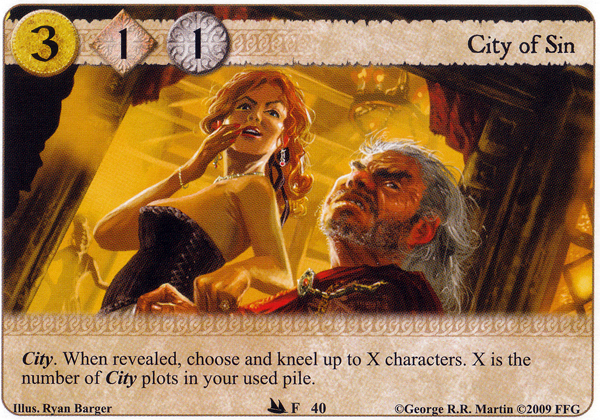 3 1 1 City of Sin
City. When revealed, choose and kneel up to X characters. X is the
number of City plots in your used pile.
Illus. Ryan Barger F 40 ©George R.R. Martin ©2009 FFG